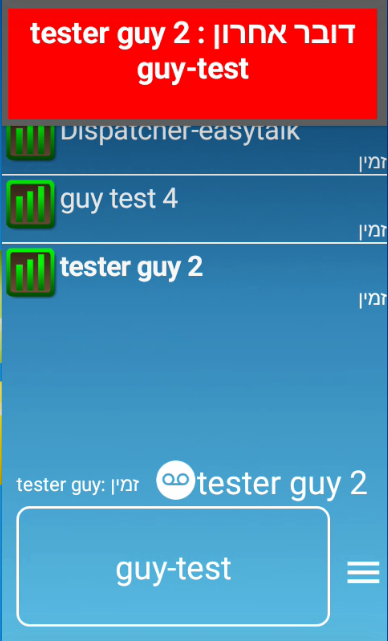 דובר אחרון : tester guy 2
guy-test
Dispatcher-easytalk
זמין
guy test 4
זמין
tester guy 2
זמין
tester guy: זמין
tester guy 2
guy-test